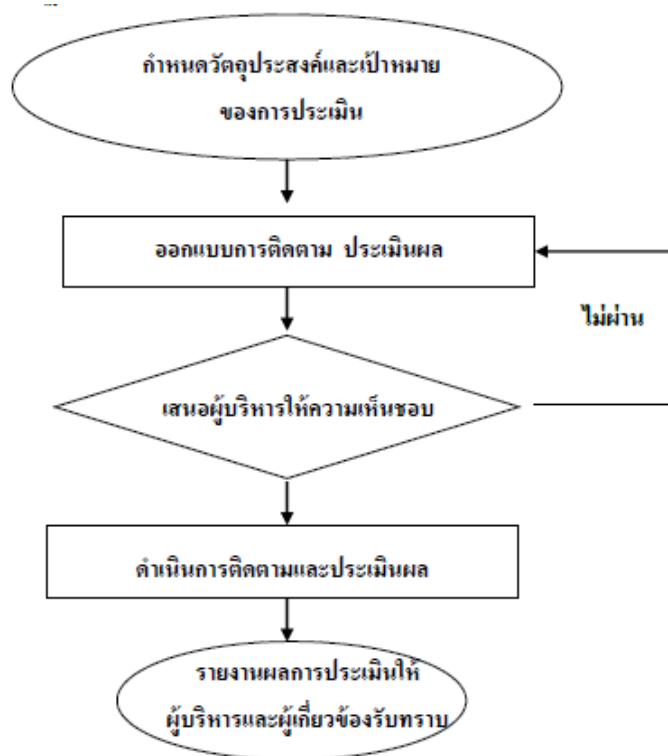 กำหนดวัตถุประสงค์และเป้าหมาย
ของการประเมิน
ออกแบบการติดตาม ประเมินผล
ไม่ผ่าน
เสนอผู้บริหารให้ความเห็นชอบ
ดำเนินการติดตามและประเมินผล
รายงานผลการประเมินให้
ผู้บริหารและผู้เกี่ยวข้องรับทราบ